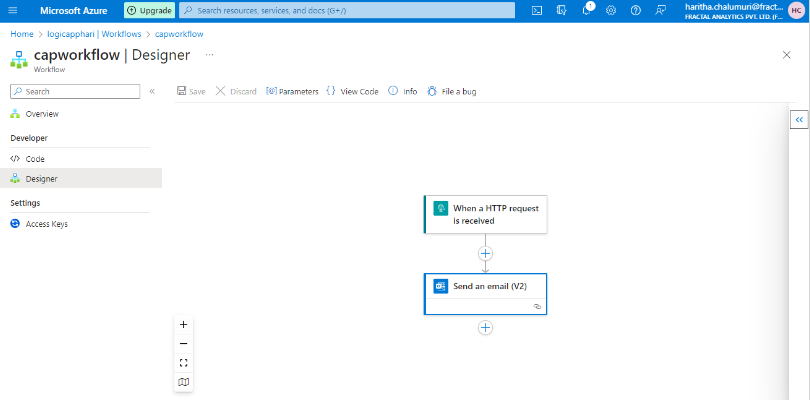 Microsoft Azure
Upgrade
Search resources, services, and docs (G+/)
1
haritha.chalumuri@fract...
FRACTAL ANALYTICS PVT. LTD. (F...
HC
Home > logicapphari | Workflows > capworkflow
capworkflow | Designer ...
Workflow
Search
Save Discard Parameters View Code Info File a bug
Overview
Developer
Code
Designer
Settings
Access Keys
When a HTTP request
is received
Send an email (V2)